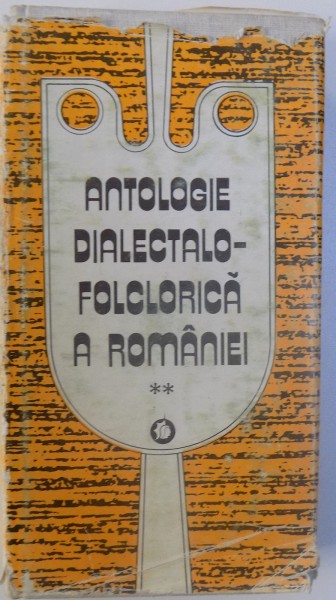 ANTOLOGIE
DIALECTALO-
FOLCLORICĂ
A ROMÂNIEI
**